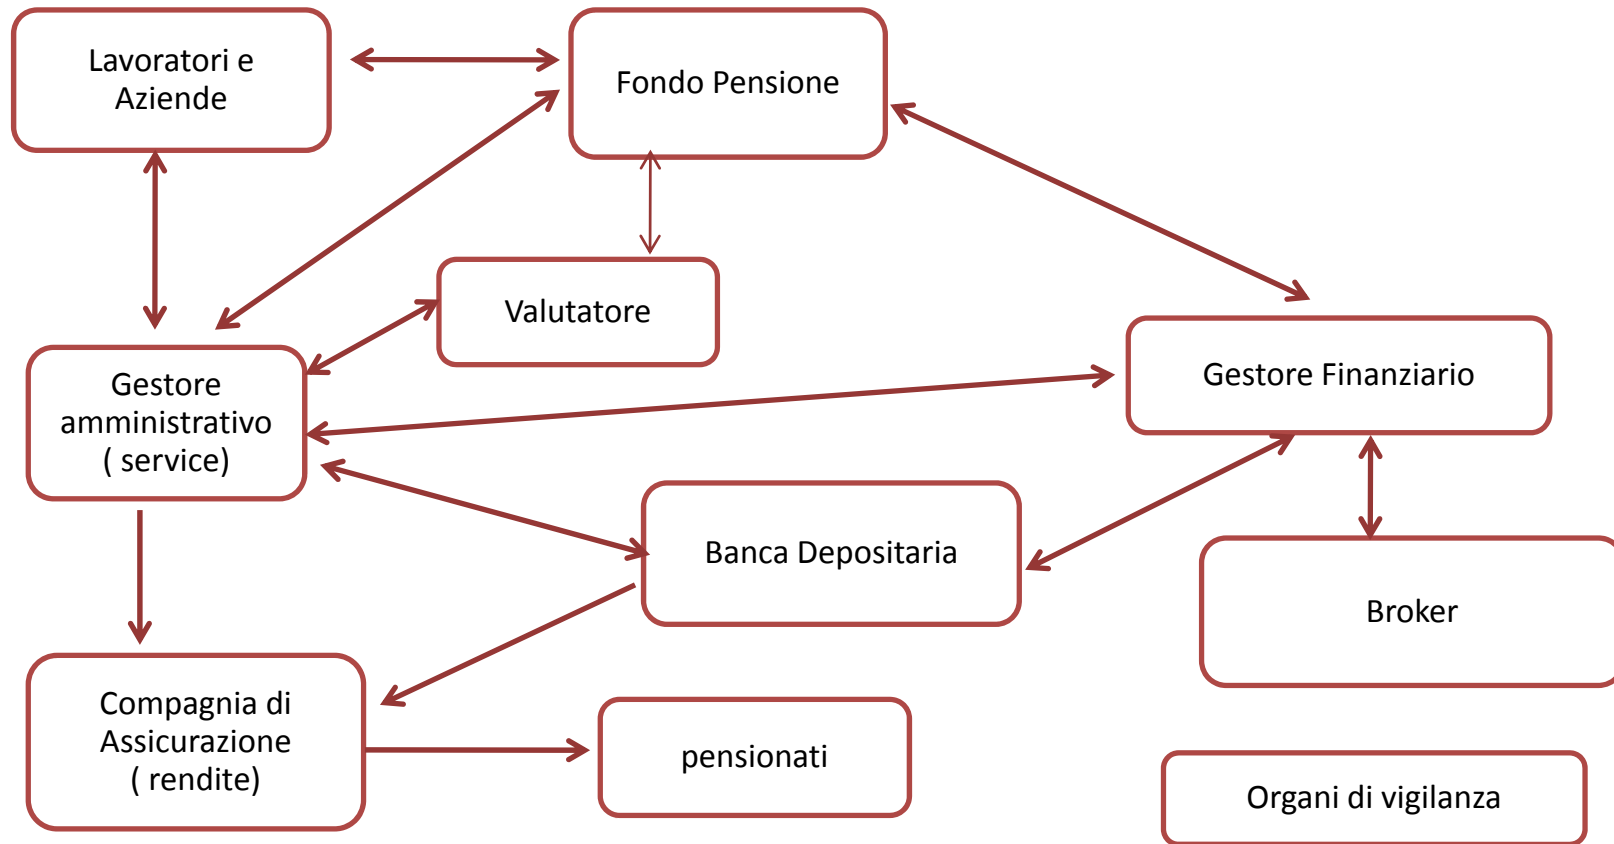 Lavoratori e
Aziende
Fondo Pensione
Valutatore
Gestore
amministrativo
( service)
Gestore Finanziario
Banca Depositaria
Broker
Compagnia di
Assicurazione
( rendite)
pensionati
Organi di vigilanza